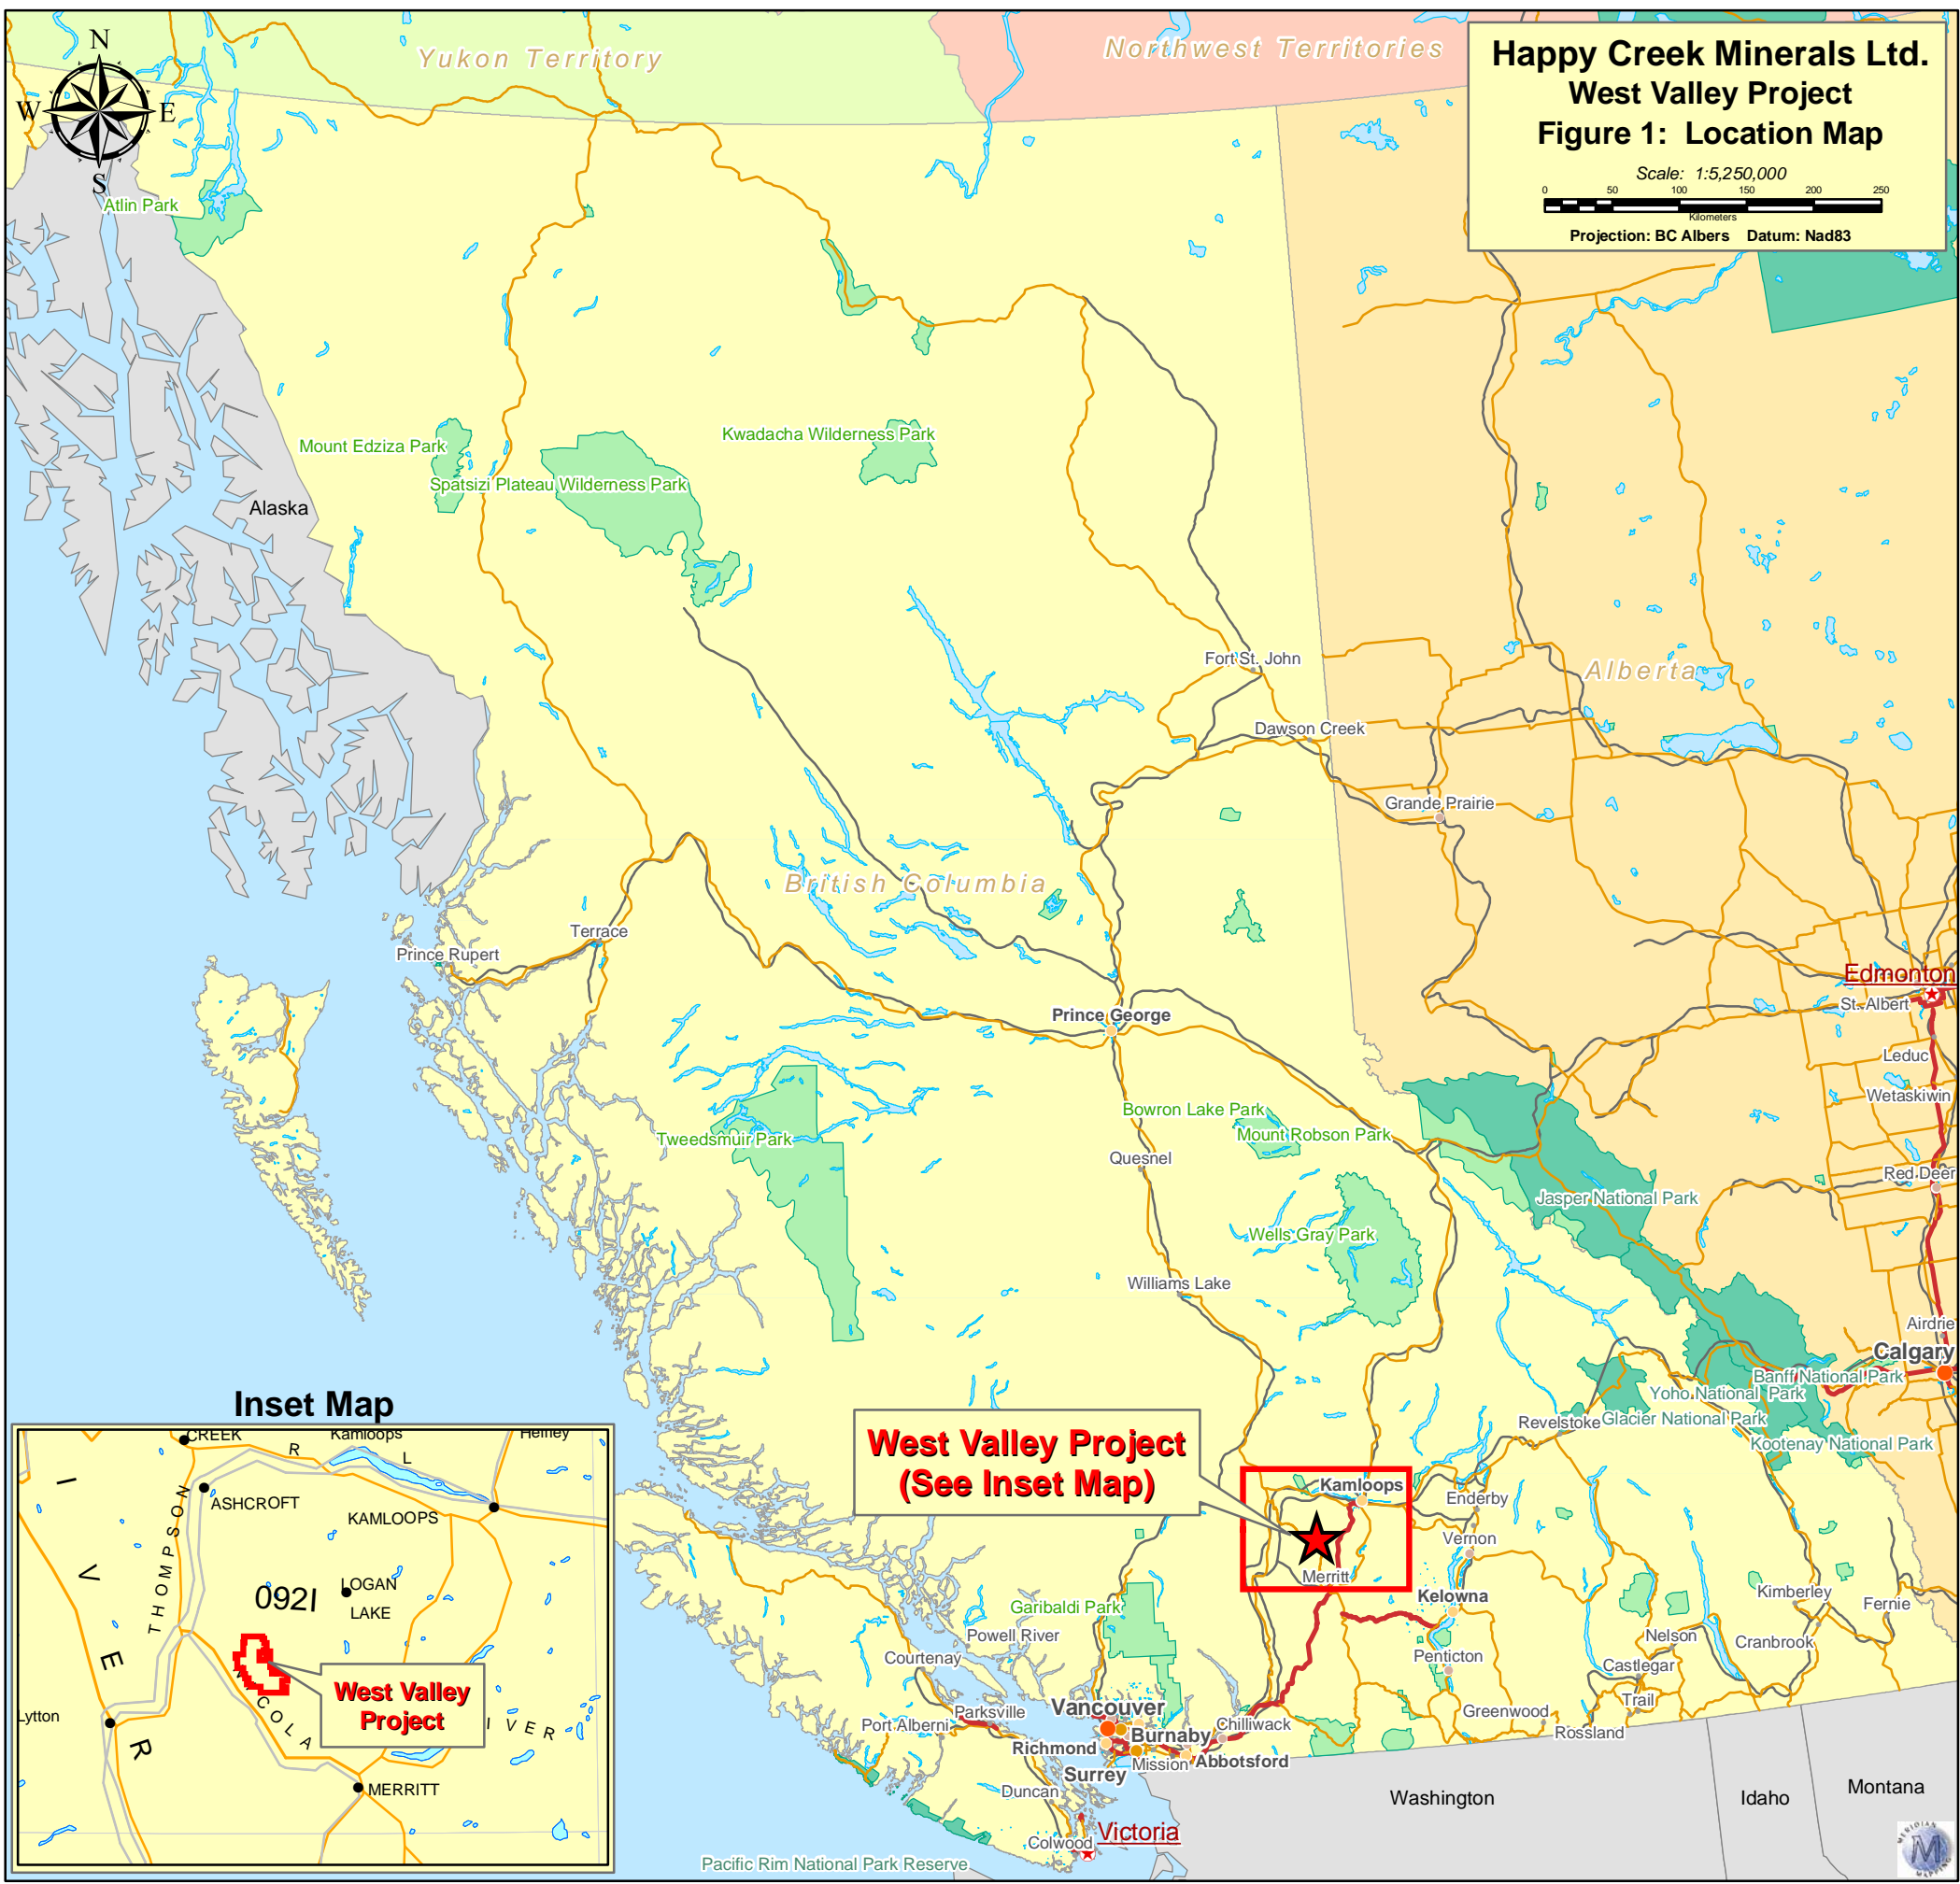 N
W
E
S
Yukon Territory
Northwest Territories
Happy Creek Minerals Ltd.
West Valley Project
Figure 1: Location Map
Scale: 1:5,250,000
0 50 100 150 200 250
Kilometers
Projection: BC Albers Datum: Nad83
Atlin Park
Mount Edziza Park
Kwadacha Wilderness Park
Spatsizi Plateau Wilderness Park
Alaska
Fort St. John
Alberta
Dawson Creek
Grande Prairie
British Columbia
Terrace
Prince Rupert
Edmonton
St. Albert
Prince George
Leduc
Wetaskiwin
Bowron Lake Park
Mount Robson Park
Tweedsmuir Park
Quesnel
Red Deer
Jasper National Park
Wells Gray Park
Williams Lake
Airdrie
Calgary
Banff National Park
Yoho National Park
Revelstoke
Glacier National Park
Kootenay National Park
West Valley Project
(See Inset Map)
Kamloops
Enderby
Vernon
Merritt
Kelowna
Kimberley
Fernie
Garibaldi Park
Powell River
Courtenay
Nelson
Cranbrook
Penticton
Castlegar
Trail
Greenwood
Rossland
Parksville
Port Alberni
Vancouver
Burnaby
Chilliwack
Richmond
Mission
Abbotsford
Surrey
Duncan
Colwood
Victoria
Pacific Rim National Park Reserve
Washington
Idaho
Montana
MERIDIAN
M
MAPPING
Inset Map
CREEK
R
Kamloops
L
Heffley
I
V
E
R
THOMPSON
ASHCROFT
KAMLOOPS
092I
LOGAN
LAKE
West Valley
Project
COLA
IVER
Lytton
MERRITT